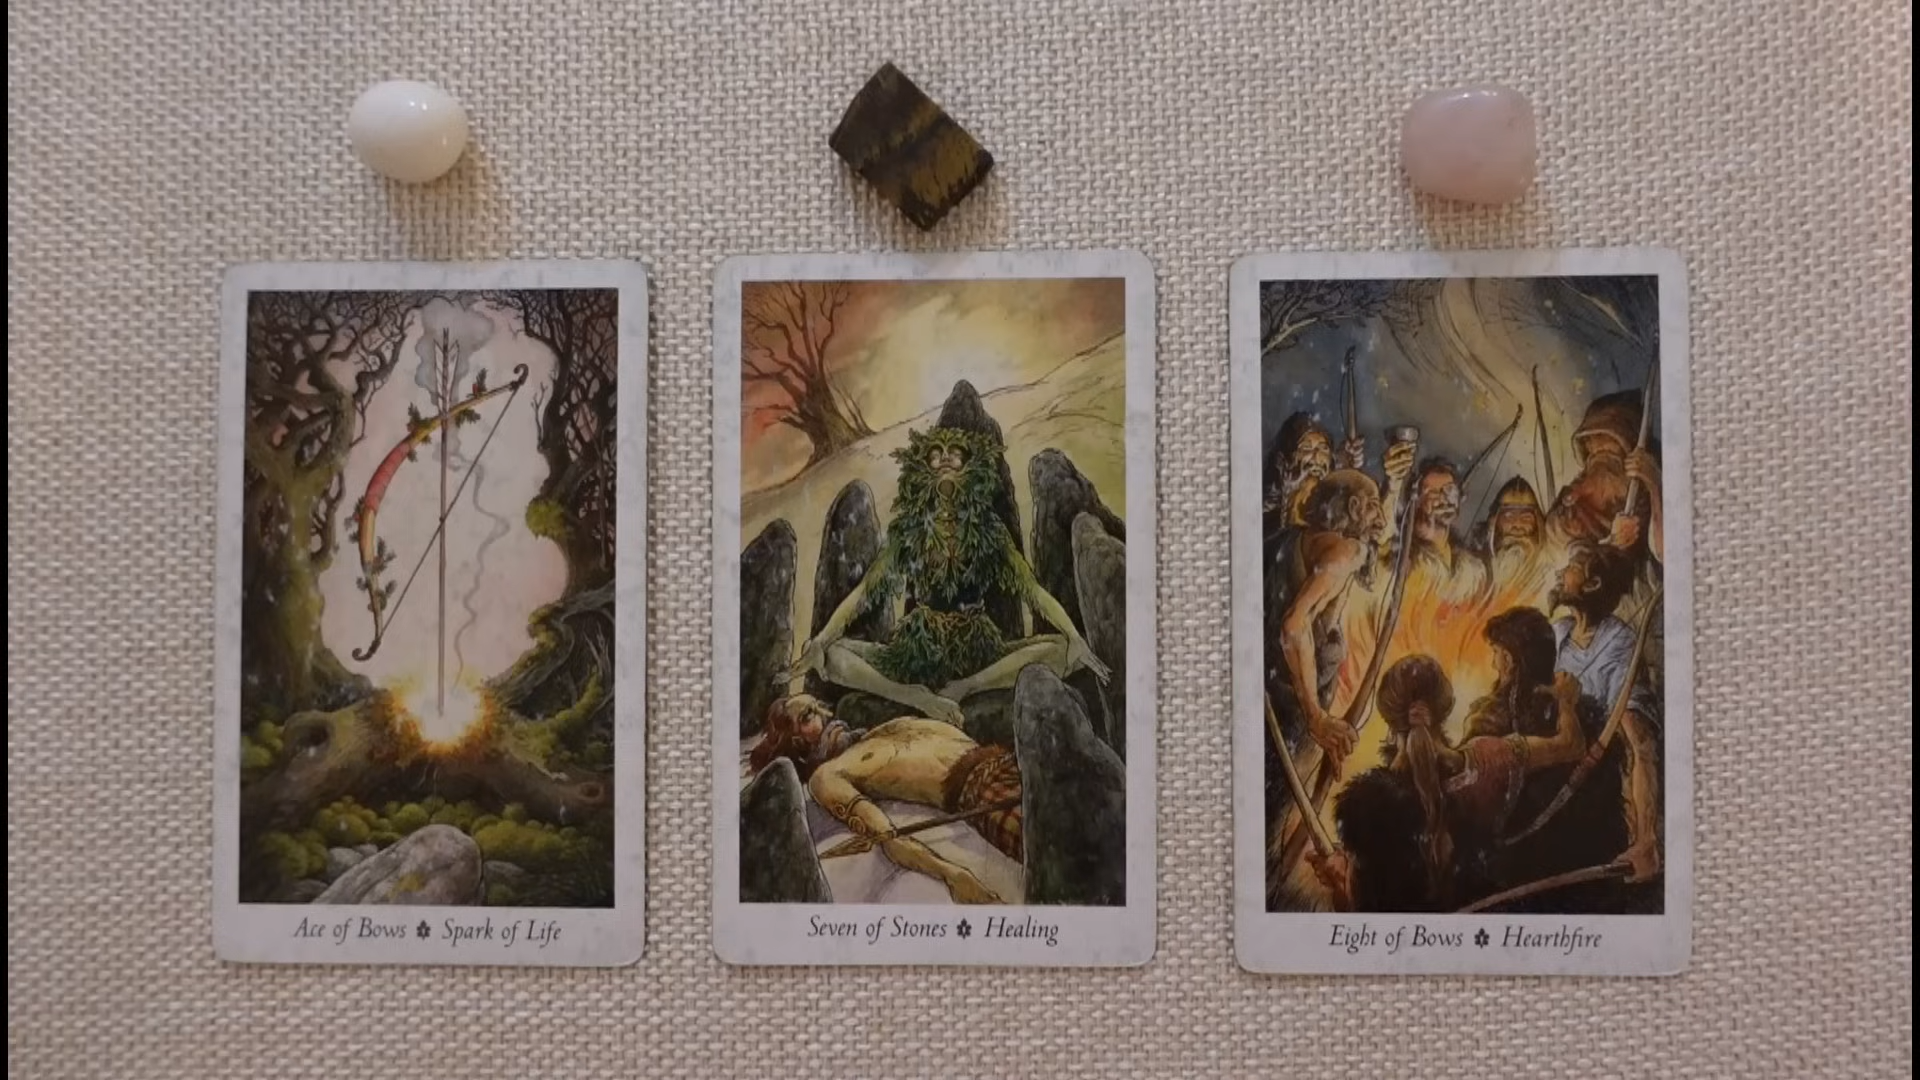 Ace of Bows Spark of Life
Seven of Stones Healing
Eight of Bows Hearthfire